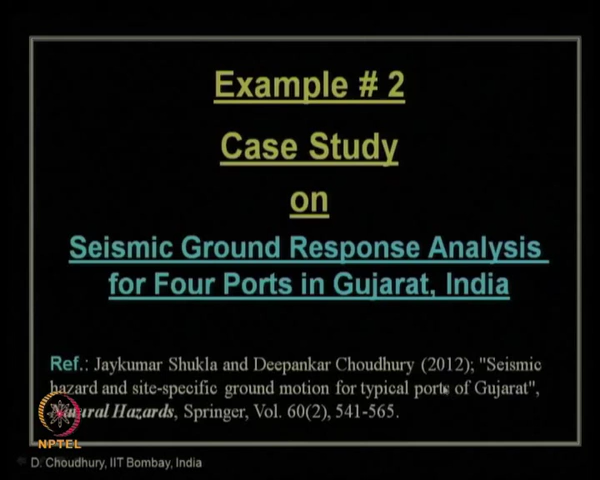 Example # 2
Case Study
on
Seismic Ground Response Analysis
for Four Ports in Gujarat, India
Ref.: Jaykumar Shukla and Deepankar Choudhury (2012); "Seismic
hazard and site-specific ground motion for typical ports of Gujarat",
Natural Hazards, Springer, Vol. 60(2), 541-565.
NPTEL
D. Choudhury, IIT Bombay, India